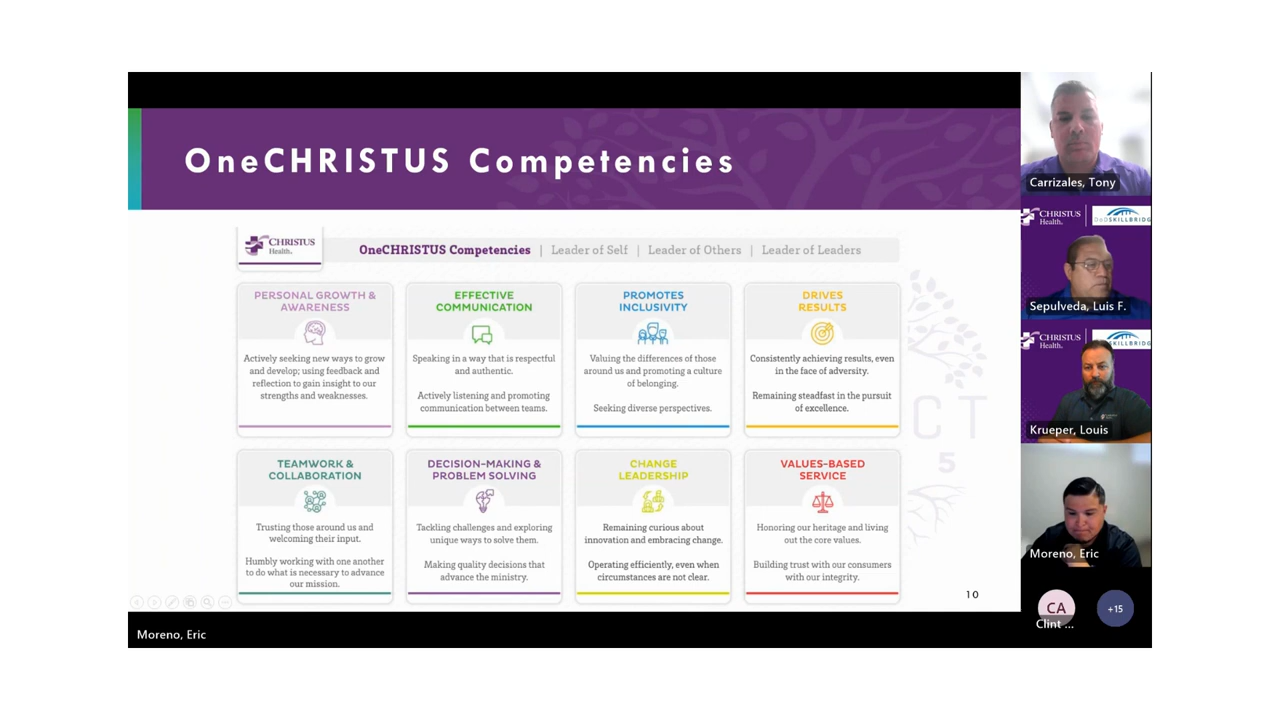 OneCHRISTUS Competencies
CHRISTUS
Health.
OneCHRISTUS Competencies | Leader of Self | Leader of Others | Leader of Leaders
PERSONAL GROWTH &
AWARENESS
Actively seeking new ways to grow
and develop; using feedback and
reflection to gain insight to our
strengths and weaknesses.
EFFECTIVE
COMMUNICATION
Speaking in a way that is respectful
and authentic.
Actively listening and promoting
communication between teams.
PROMOTES
INCLUSIVITY
Valuing the differences of those
around us and promoting a culture
of belonging.
Seeking diverse perspectives.
DRIVES
RESULTS
Consistently achieving results, even
in the face of adversity.
Remaining steadfast in the pursuit
of excellence.
TEAMWORK &
COLLABORATION
Trusting those around us and
welcoming their input.
Humbly working with one another
to do what is necessary to advance
our mission.
DECISION-MAKING &
PROBLEM SOLVING
Tackling challenges and exploring
unique ways to solve them.
Making quality decisions that
advance the ministry.
CHANGE
LEADERSHIP
Remaining curious about
innovation and embracing change.
Operating efficiently, even when
circumstances are not clear.
VALUES-BASED
SERVICE
Honoring our heritage and living
out the core values.
Building trust with our consumers
with our integrity.
CT
5
10
Moreno, Eric
Carrizales, Tony
CHRISTUS
Health.
DoDSKILLBRIDG
Sepulveda, Luis F.
CHRISTUS
Health.
SKILLBRIDG
Krueper, Louis
Moreno, Eric
CA
Clint ...
+15